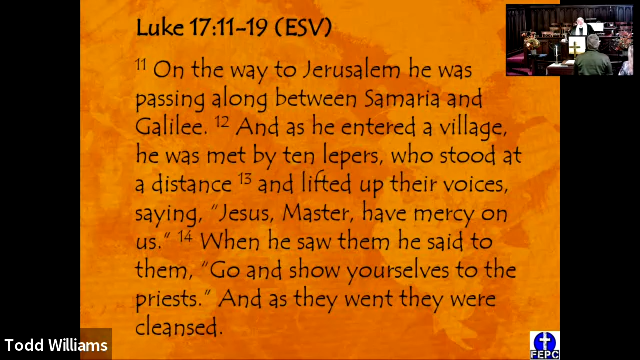 Luke 17:11-19 (ESV)
11 On the way to Jerusalem he was
passing along between Samaria and
Galilee. 12 And as he entered a village,
he was met by ten lepers, who stood at
a distance 13 and lifted up their voices,
saying, “Jesus, Master, have mercy on
us.” 14 When he saw them he said to
them, “Go and show yourselves to the
priests.” And as they went they were
cleansed.
Todd Williams
FEPC